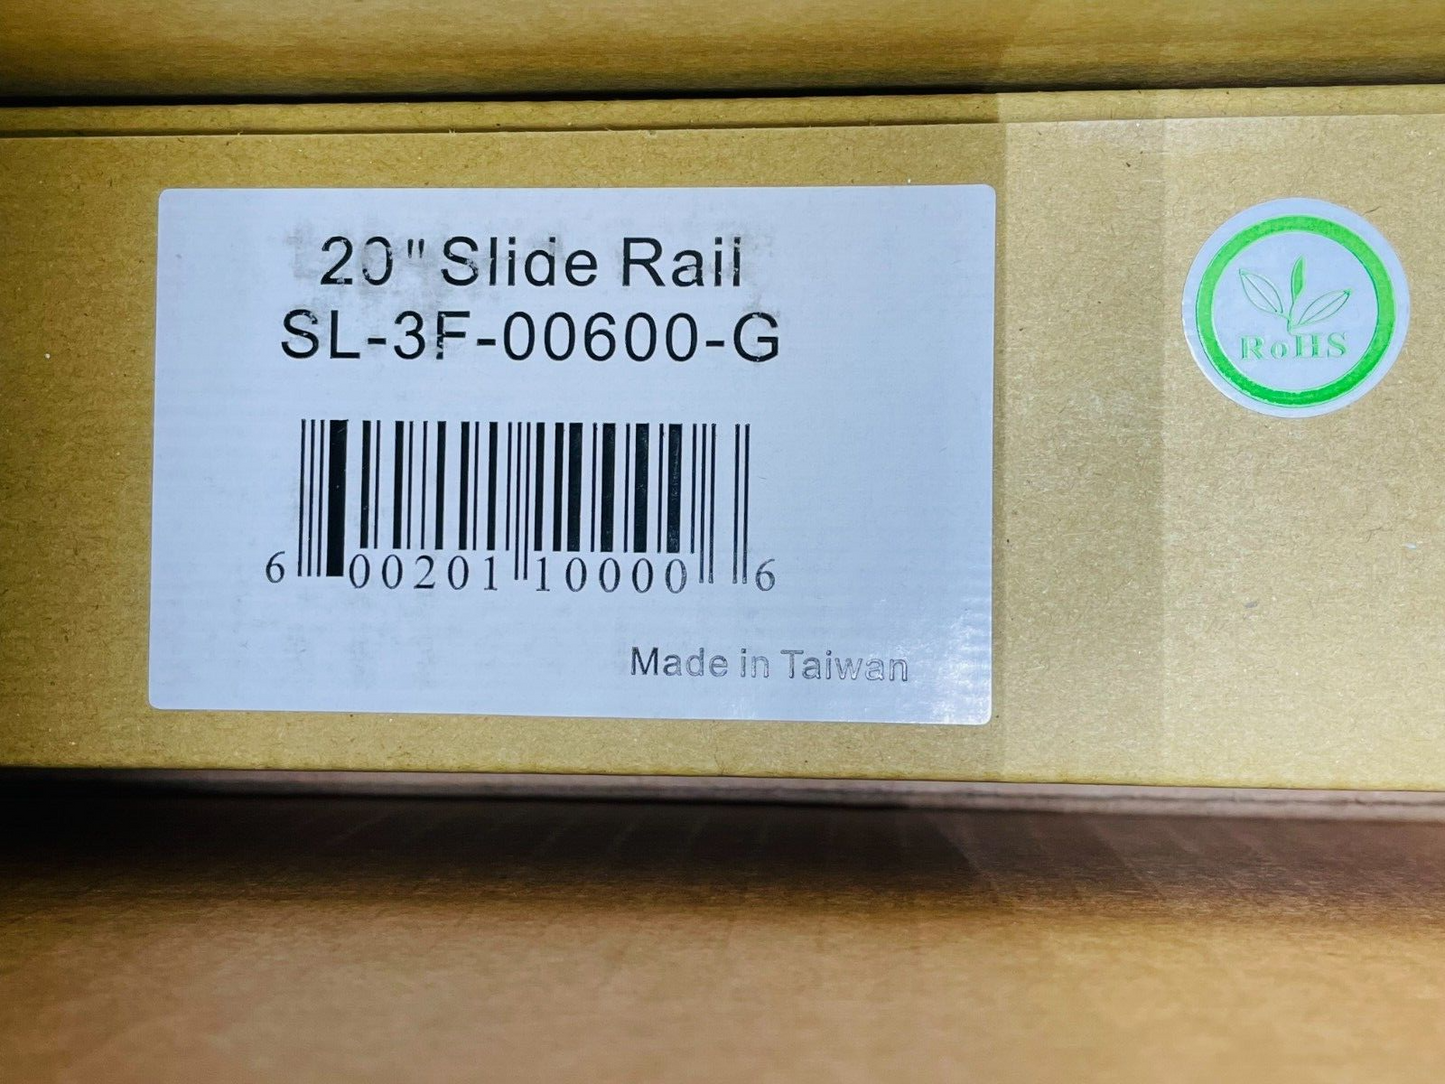 20" Slide Rail
SL-3F-00600-G
6 00201 10000 6
Made in Taiwan
RoHS